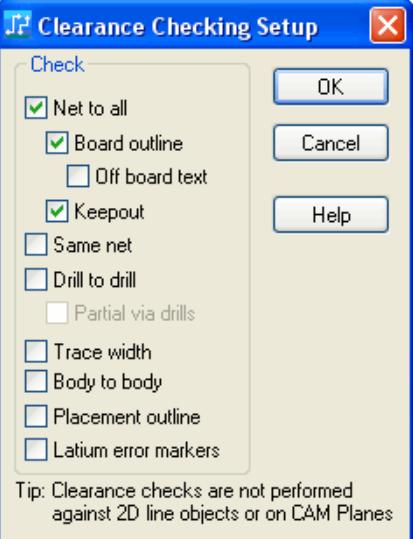 Clearance Checking Setup
Check
Net to all
Board outline
Off board text
Keepout
Same net
Drill to drill
Partial via drills
Trace width
Body to body
Placement outline
Latium error markers
OK
Cancel
Help
Tip: Clearance checks are not performed
against 2D line objects or on CAM Planes